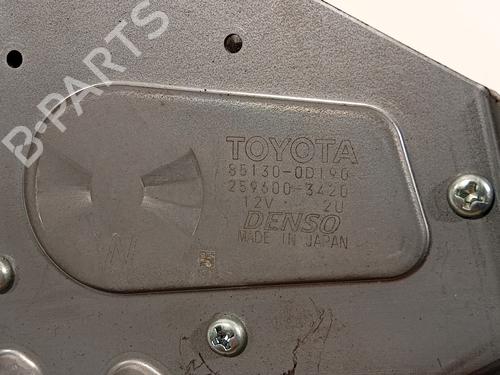 B-PARTS
TOYOTA
85130-0D190
259600-3420
12V 2U
DENSO
MADE IN JAPAN
N